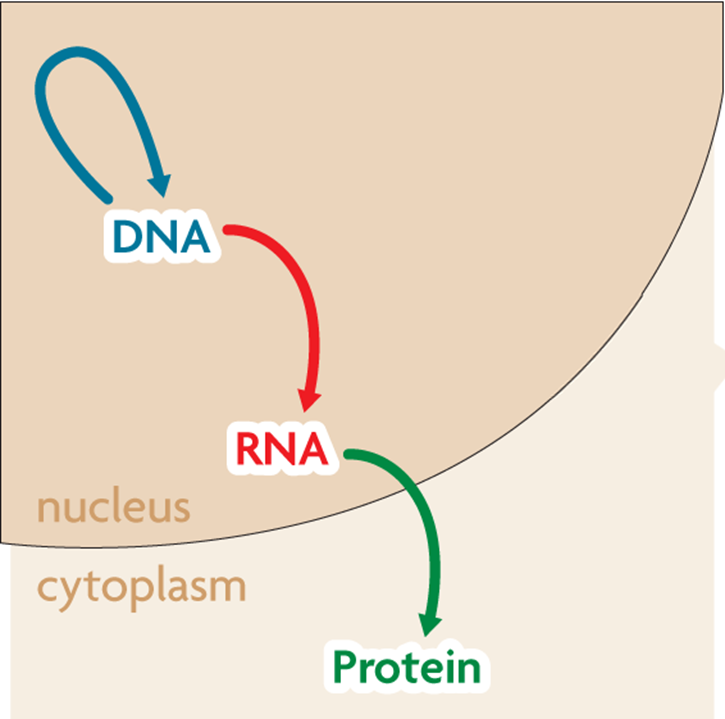 DNA
RNA
nucleus
cytoplasm
Protein